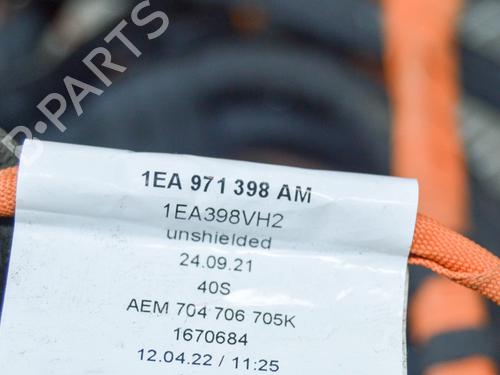 B-PARTS
1EA 971 398 AM
1EA398VH2
unshielded
24.09.21
40S
AEM 704 706 705K
1670684
12.04.22 / 11:25